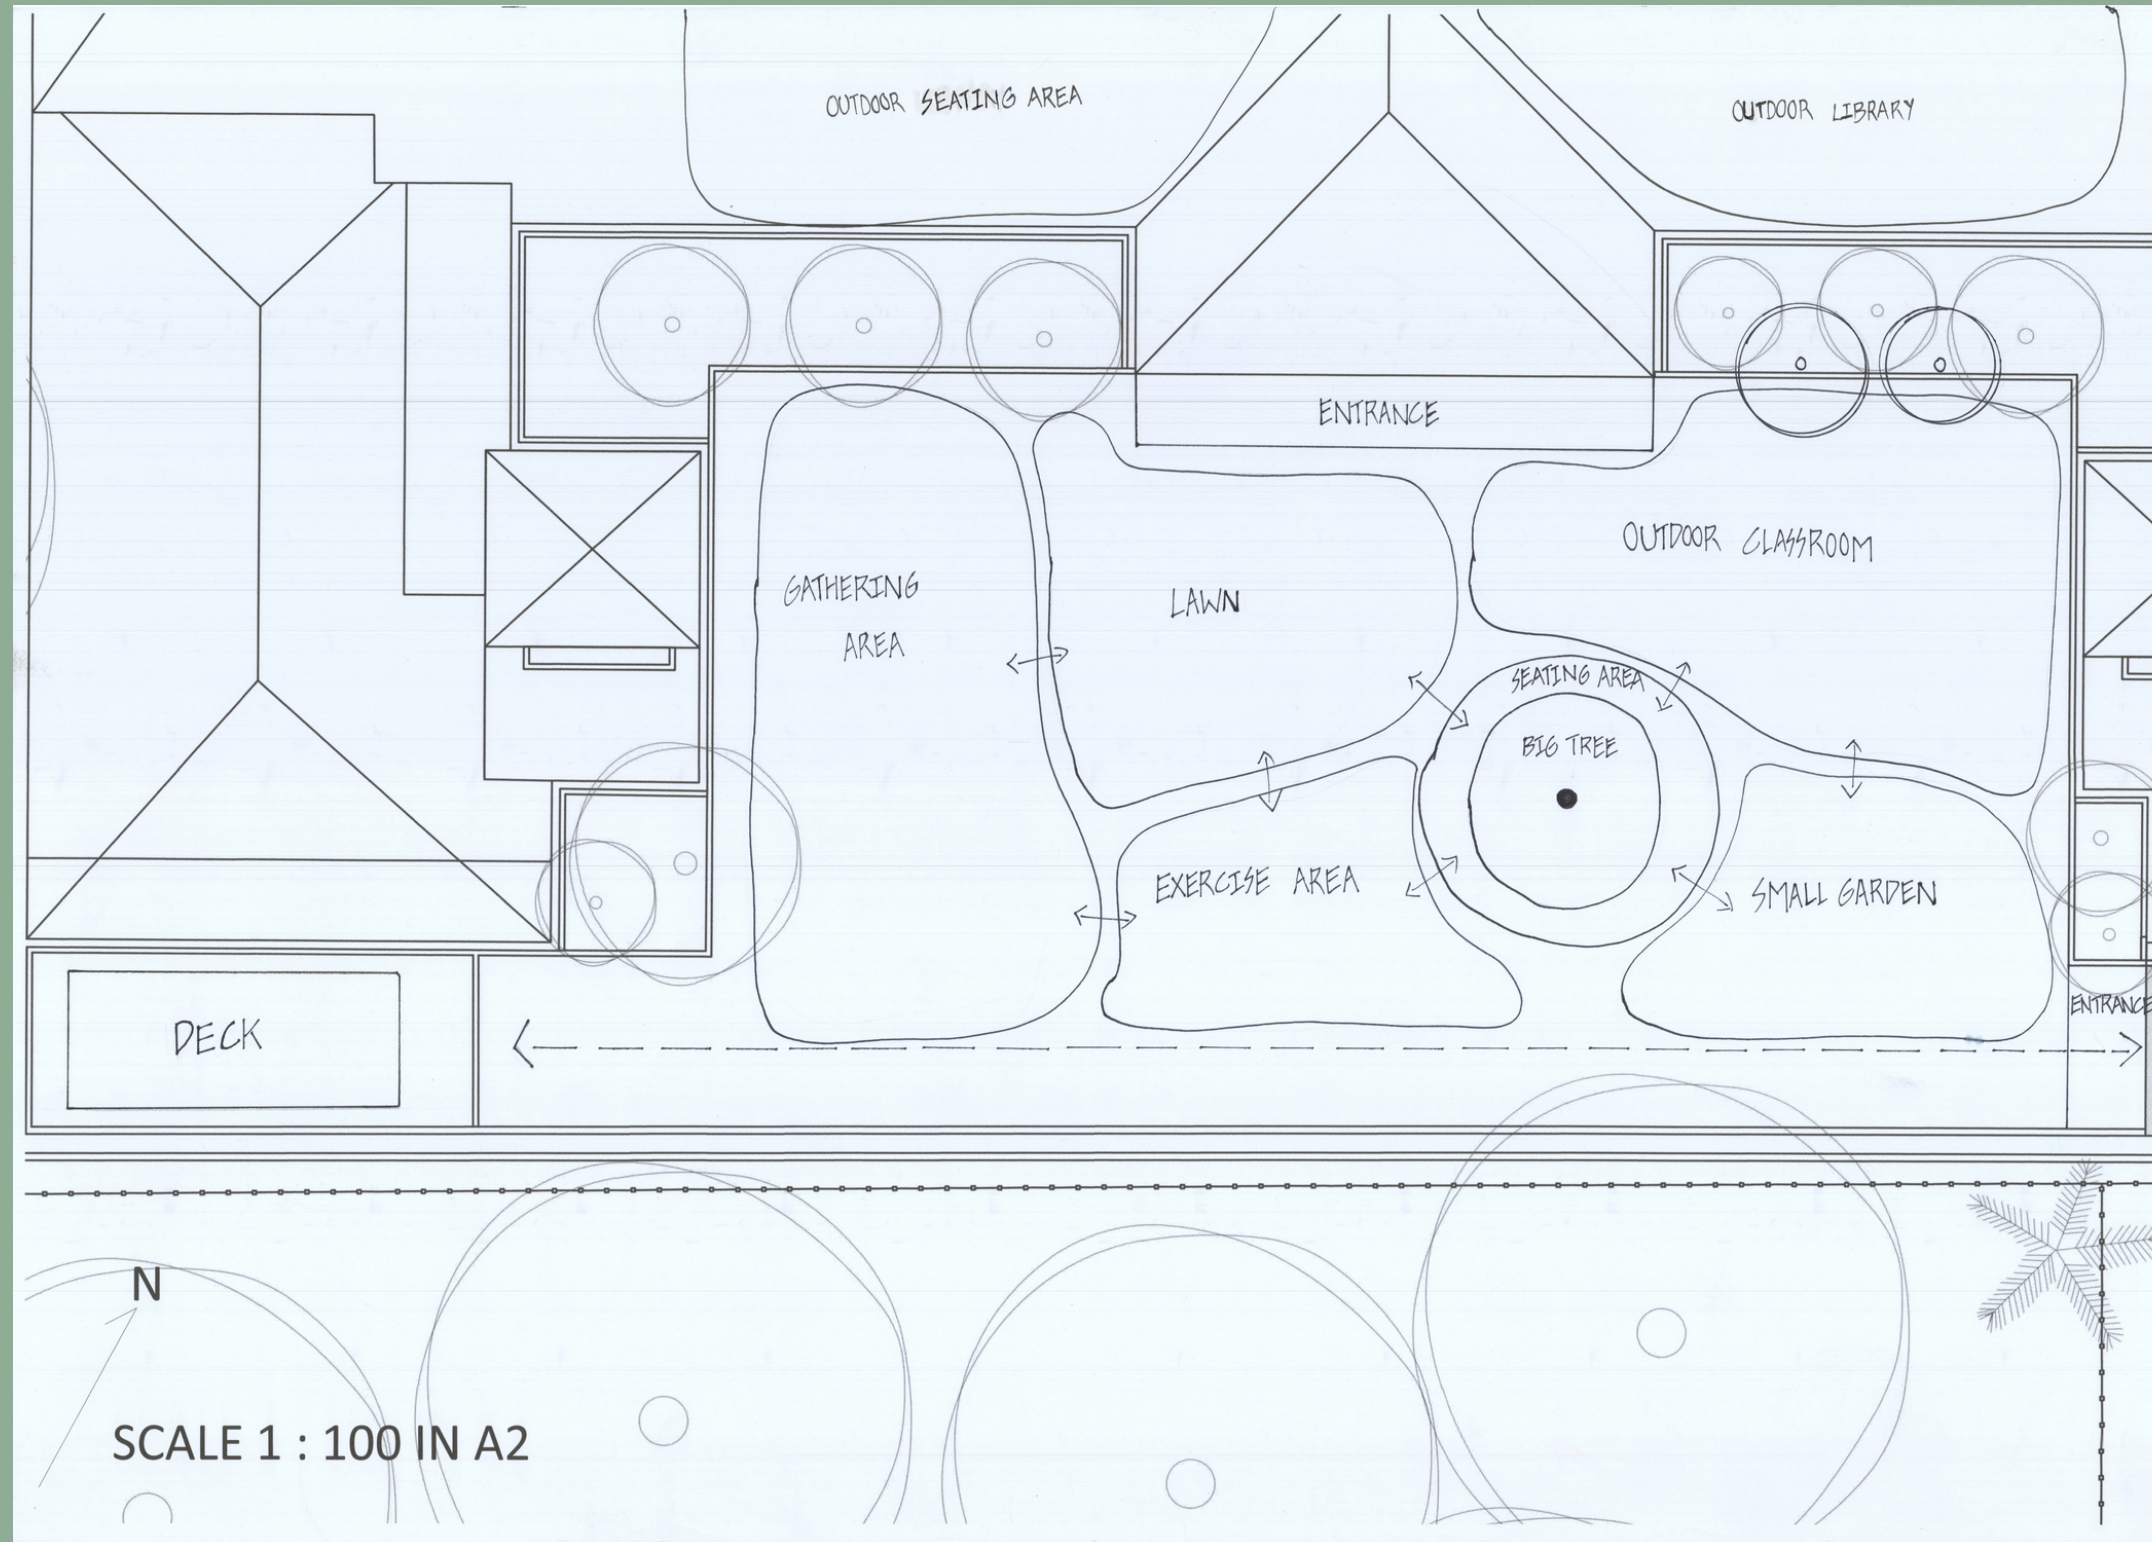 OUTDOOR SEATING AREA
OUTDOOR LIBRARY
ENTRANCE
OUTDOOR CLASSROOM
GATHERING
AREA
LAWN
SEATING AREA
BIG TREE
EXERCISE AREA
SMALL GARDEN
ENTRANCE
DECK
N
SCALE 1 : 100 IN A2